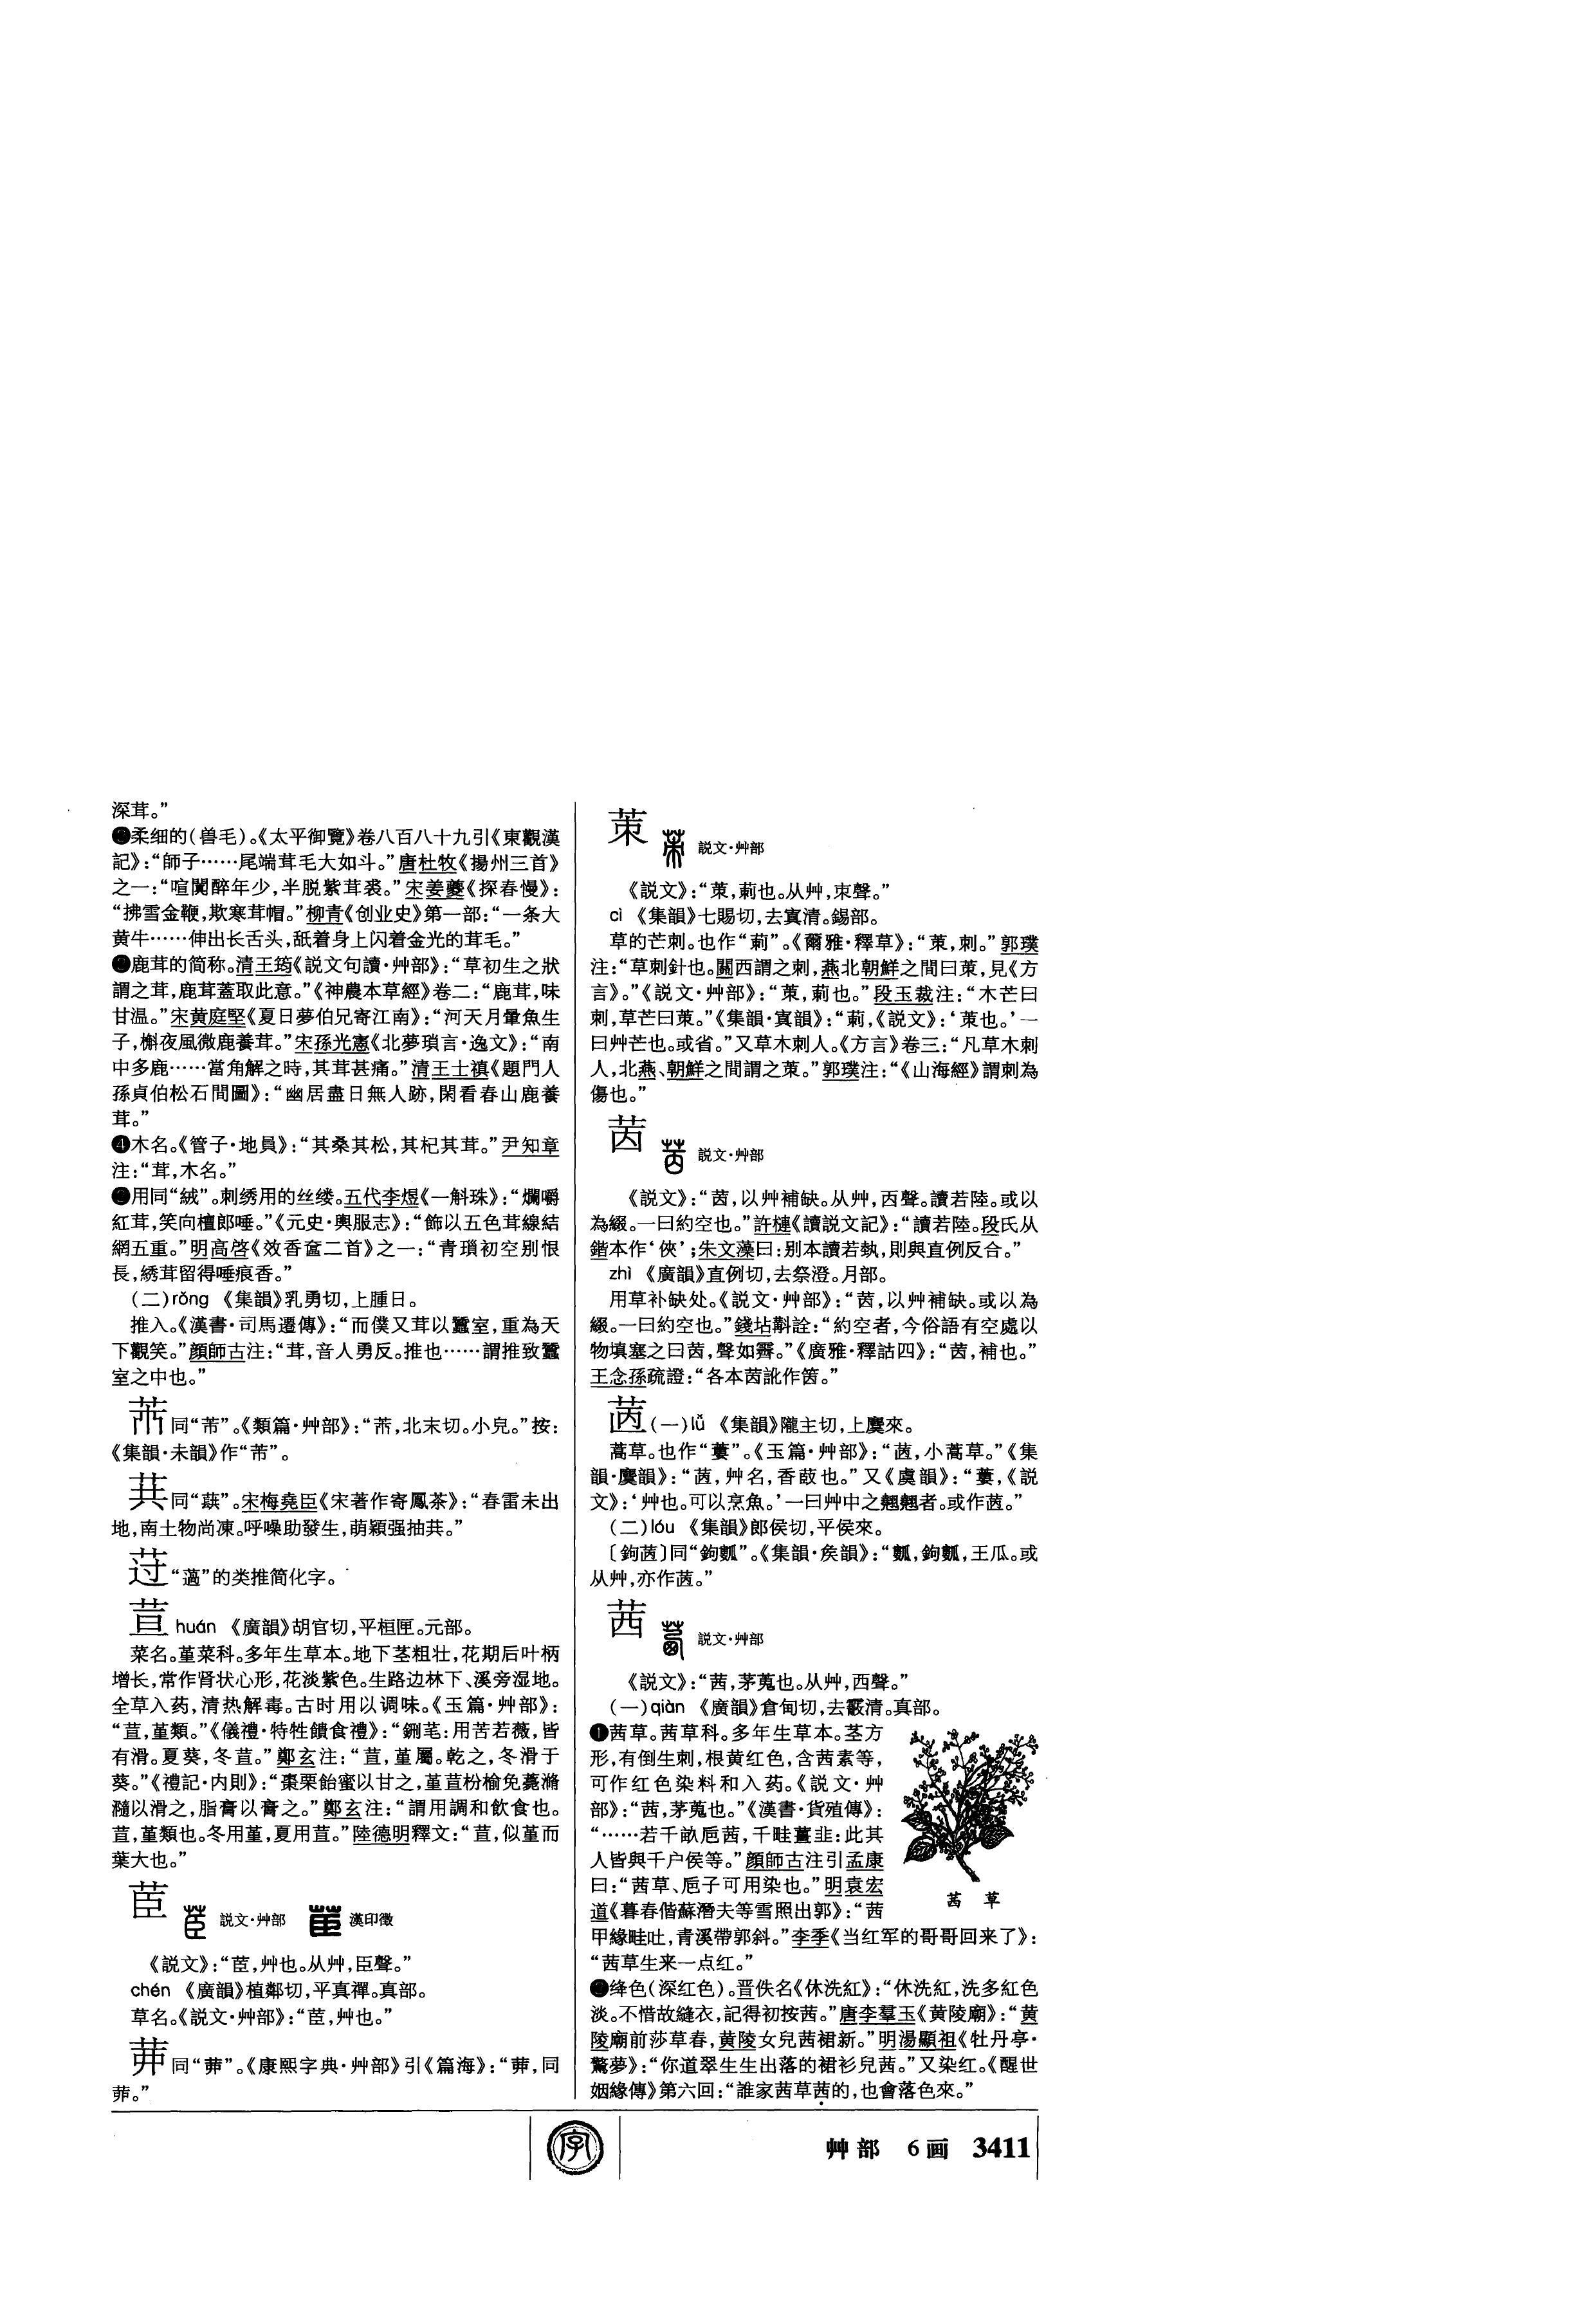 深茸。”
❷柔细的(兽毛)。《太平御覽》卷八百八十九引《東觀漢
記》:“師子……尾端茸毛大如斗。”唐杜牧《揚州三首》
之一:“喧闐醉年少,半脱紫茸裘。”宋姜夔《探春慢》:
“拂雪金鞭,欺寒茸帽。”柳青《创业史》第一部:“一条大
黄牛……伸出长舌头,舐着身上闪着金光的茸毛。”
❸鹿茸的简称。清王筠《説文句讀·艸部》:“草初生之狀
謂之茸,鹿茸蓋取此意。”《神農本草經》卷二:“鹿茸,味
甘温。”宋黄庭堅《夏日夢伯兄寄江南》:“河天月暈魚生
子,槲夜風微鹿養茸。”宋孫光憲《北夢瑣言·逸文》:“南
中多鹿……當角解之時,其茸甚痛。”清王士禛《題門人
孫貞伯松石間圖》:“幽居盡日無人跡,閑看春山鹿養
茸。”
❹木名。《管子·地員》:“其桑其松,其杞其茸。”尹知章
注:“茸,木名。”
❺用同“絨”。刺绣用的丝缕。五代李煜《一斛珠》:“爛嚼
紅茸,笑向檀郎唾。”《元史·輿服志》:“飾以五色茸線結
網五重。”明高啓《效香奩二首》之一:“青瑣初空别恨
長,綉茸留得唾痕香。”
(二)rǒng 《集韻》乳勇切,上腫日。
推入。《漢書·司馬遷傳》:“而僕又茸以蠶室,重為天
下觀笑。”顔師古注:“茸,音人勇反。推也……謂推致蠶
室之中也。”
同“芾”。《類篇·艸部》:“,北末切。小皃。”按:
《集韻·未韻》作“芾”。
䒶同“蕻”。宋梅堯臣《宋著作寄鳳茶》:“春雷未出
地,南土物尚凍。呼噪助發生,萌穎强抽䒶。”
“薖”的类推简化字。
荁 huán 《廣韻》胡官切,平桓匣。元部。
菜名。堇菜科。多年生草本。地下茎粗壮,花期后叶柄
增长,常作肾状心形,花淡紫色。生路边林下、溪旁湿地。
全草入药,清热解毒。古时用以调味。《玉篇·艸部》:
“荁,堇類。”《儀禮·特牲饋食禮》:“鉶芼:用苦若薇,皆
有滑。夏葵,冬荁。”鄭玄注:“荁,堇屬。乾之,冬滑于
葵。”《禮記·内則》:“棗栗飴蜜以甘之,堇荁枌榆免薧滫
瀡以滑之,脂膏以膏之。”鄭玄注:“謂用調和飲食也。
荁,堇類也。冬用堇,夏用荁。”陸德明釋文:“荁,似堇而
葉大也。”
茞 説文·艸部 漢印徵
《説文》:“茞,艸也。从艸,臣聲。”
chén 《廣韻》植鄰切,平真禪。真部。
草名。《説文·艸部》:“茞,艸也。”
同“茀”。《康熙字典·艸部》引《篇海》:“,同
茀。”
茦 説文·艸部
《説文》:“茦,莿也。从艸,朿聲。”
cì 《集韻》七賜切,去寘清。錫部。
草的芒刺。也作“莿”。《爾雅·釋草》:“茦,刺。”郭璞
注:“草刺針也。關西謂之刺,燕北朝鮮之間曰茦,見《方
言》。”《説文·艸部》:“茦,莿也。”段玉裁注:“木芒曰
刺,草芒曰茦。”《集韻·寘韻》:“莿,《説文》:‘茦也。’一
曰艸芒也。或省。”又草木刺人。《方言》卷三:“凡草木刺
人,北燕、朝鮮之間謂之茦。”郭璞注:“《山海經》謂刺為
傷也。”
㒼 説文·艸部
《説文》:“茵,以艸補缺。从艸,㐁聲。讀若陸。或以
為綴。一曰約空也。”許槤《讀説文記》:“讀若陸。段氏从
鍇本作‘俠’;朱文藻曰:别本讀若執,則與直例反合。”
zhì 《廣韻》直例切,去祭澄。月部。
用草补缺处。《説文·艸部》:“,以艸補缺。或以為
綴。一曰約空也。”錢坫斠詮:“約空者,今俗語有空處以
物填塞之曰,聲如霽。”《廣雅·釋詁四》:“,補也。”
王念孫疏證:“各本訛作㽽。”
(一)lǚ 《集韻》隴主切,上麌來。
蒿草。也作“蔞”。《玉篇·艸部》:“,小蒿草。”《集
韻·麌韻》:“,艸名,香豉也。”又《虞韻》:“蔞,《説
文》:‘艸也。可以烹魚。’一曰艸中之翹翹者。或作。”
(二)lóu 《集韻》郎侯切,平侯來。
〔鉤〕同“鉤㼋”。《集韻·矦韻》:“㼋,鉤㼋,王瓜。或
从艸,亦作。”
茜 説文·艸部
《説文》:“茜,茅蒐也。从艸,西聲。”
(一)qiàn 《廣韻》倉甸切,去霰清。真部。
❶茜草。茜草科。多年生草本。茎方
形,有倒生刺,根黄红色,含茜素等,
可作红色染料和入药。《説文·艸
部》:“茜,茅蒐也。”《漢書·貨殖傳》:
“……若千畝巵茜,千畦薑韭:此其
人皆與千户侯等。”顔師古注引孟康
曰:“茜草、巵子可用染也。”明袁宏
道《暮春偕蘇潛夫等雪照出郭》:“茜
甲緣畦吐,青溪帶郭斜。”李季《当红军的哥哥回来了》:
“茜草生来一点红。”
茜 草
❷绛色(深红色)。晋佚名《休洗紅》:“休洗紅,洗多紅色
淡。不惜故縫衣,記得初按茜。”唐李羣玉《黄陵廟》:“黄
陵廟前莎草春,黄陵女兒茜裙新。”明湯顯祖《牡丹亭·
驚夢》:“你道翠生生出落的裙衫兒茜。”又染红。《醒世
姻緣傳》第六回:“誰家茜草茜的,也會落色來。”
字
艸部 6画 3411